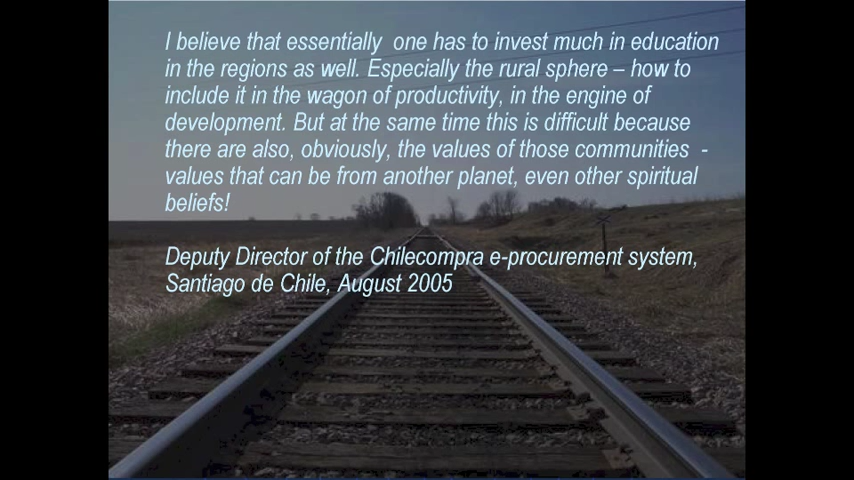 I believe that essentially  one has to invest much in education
in the regions as well. Especially the rural sphere – how to
include it in the wagon of productivity, in the engine of
development. But at the same time this is difficult because
there are also, obviously, the values of those communities  -
values that can be from another planet, even other spiritual
beliefs!
Deputy Director of the Chilecompra e-procurement system,
Santiago de Chile, August 2005